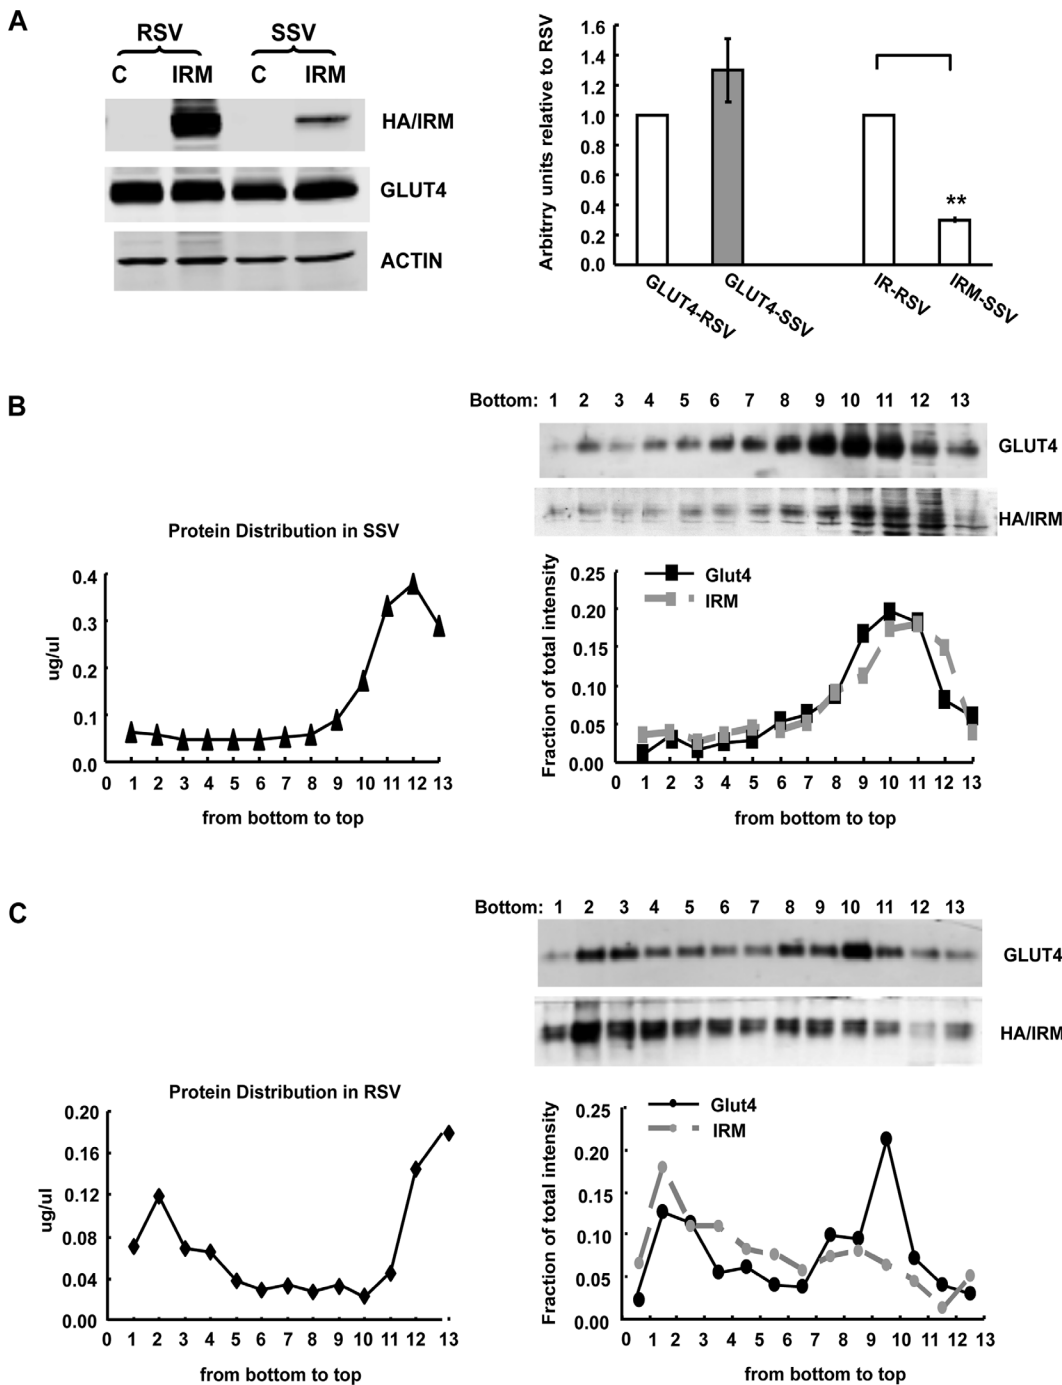 A
RSV SSV
C IRM C IRM
HA/IRM
GLUT4
ACTIN
Arbitrry units relative to RSV
1.6
1.4
1.2
1.0
0.8
0.6
0.4
0.2
0.0
**
GLUT4-RSV
GLUT4-SSV
IR-RSV
IRM-SSV
B
Bottom: 1 2 3 4 5 6 7 8 9 10 11 12 13
GLUT4
HA/IRM
Protein Distribution in SSV
ug/ul
0.4
0.3
0.2
0.1
0.0
0 1 2 3 4 5 6 7 8 9 10 11 12 13
from bottom to top
Fraction of total intensity
Glut4
IRM
0.25
0.20
0.15
0.10
0.05
0.00
0 1 2 3 4 5 6 7 8 9 10 11 12 13
from bottom to top
C
Bottom: 1 2 3 4 5 6 7 8 9 10 11 12 13
GLUT4
HA/IRM
Protein Distribution in RSV
ug/ul
0.20
0.16
0.12
0.08
0.04
0.00
0 1 2 3 4 5 6 7 8 9 10 11 12 13
from bottom to top
Fraction of total intensity
Glut4
IRM
0.25
0.20
0.15
0.10
0.05
0.00
0 1 2 3 4 5 6 7 8 9 10 11 12 13
from bottom to top